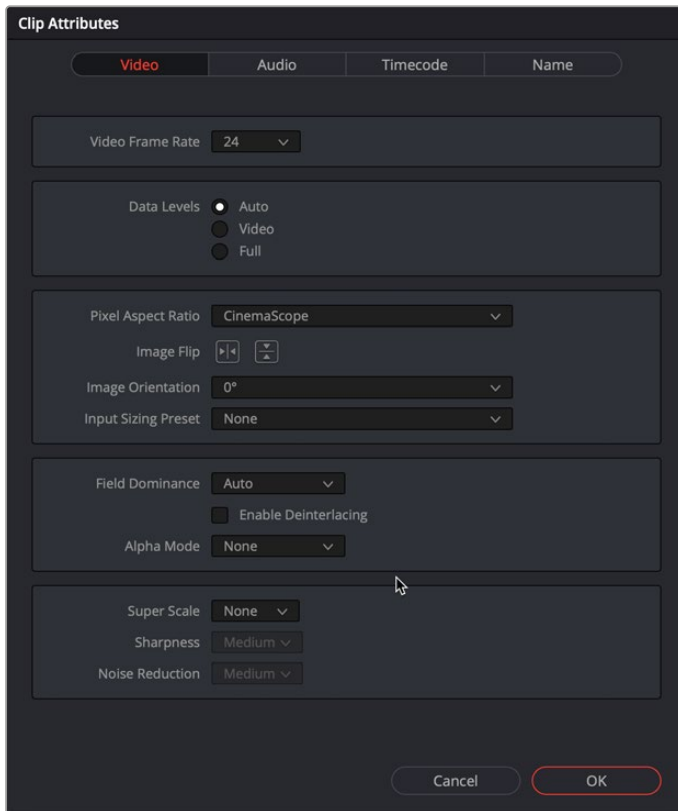 Clip Attributes
Video Audio Timecode Name
Video Frame Rate 24
Data Levels Auto
Video
Full
Pixel Aspect Ratio CinemaScope
Image Flip
Image Orientation 0°
Input Sizing Preset None
Field Dominance Auto
Enable Deinterlacing
Alpha Mode None
Super Scale None
Sharpness Medium
Noise Reduction Medium
Cancel OK